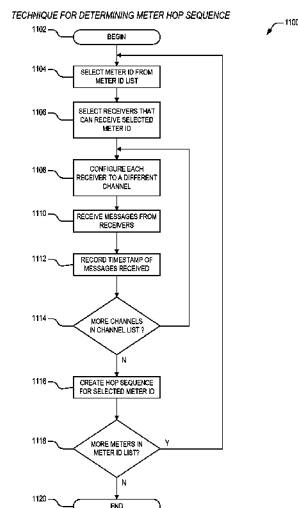 TECHNIQUE FOR DETERMINING METER HOP SEQUENCE
1100
1102
BEGIN
1104
SELECT METER ID FROM
METER ID LIST
1106
SELECT RECEIVERS THAT
CAN RECEIVE SELECTED
METER ID
1108
CONFIGURE EACH
RECEIVER TO A DIFFERENT
CHANNEL
1110
RECEIVE MESSAGES FROM
RECEIVERS
1112
RECORD TIMESTAMP OF
MESSAGES RECEIVED
1114
MORE CHANNELS
IN CHANNEL LIST?
N
1116
CREATE HOP SEQUENCE
FOR SELECTED METER ID
1118
MORE METERS IN
METER ID LIST?
Y
N
1120
END